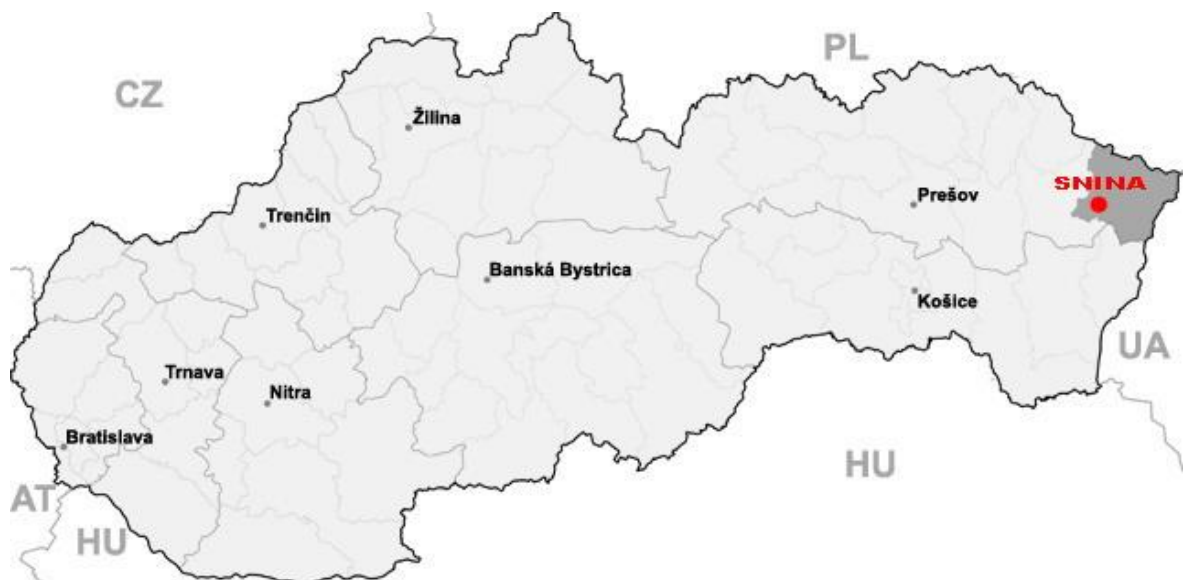 PL
CZ
Žilina
SNINA
Prešov
Trenčín
Banská Bystrica
Košice
UA
Trnava
Nitra
Bratislava
HU
AT
HU